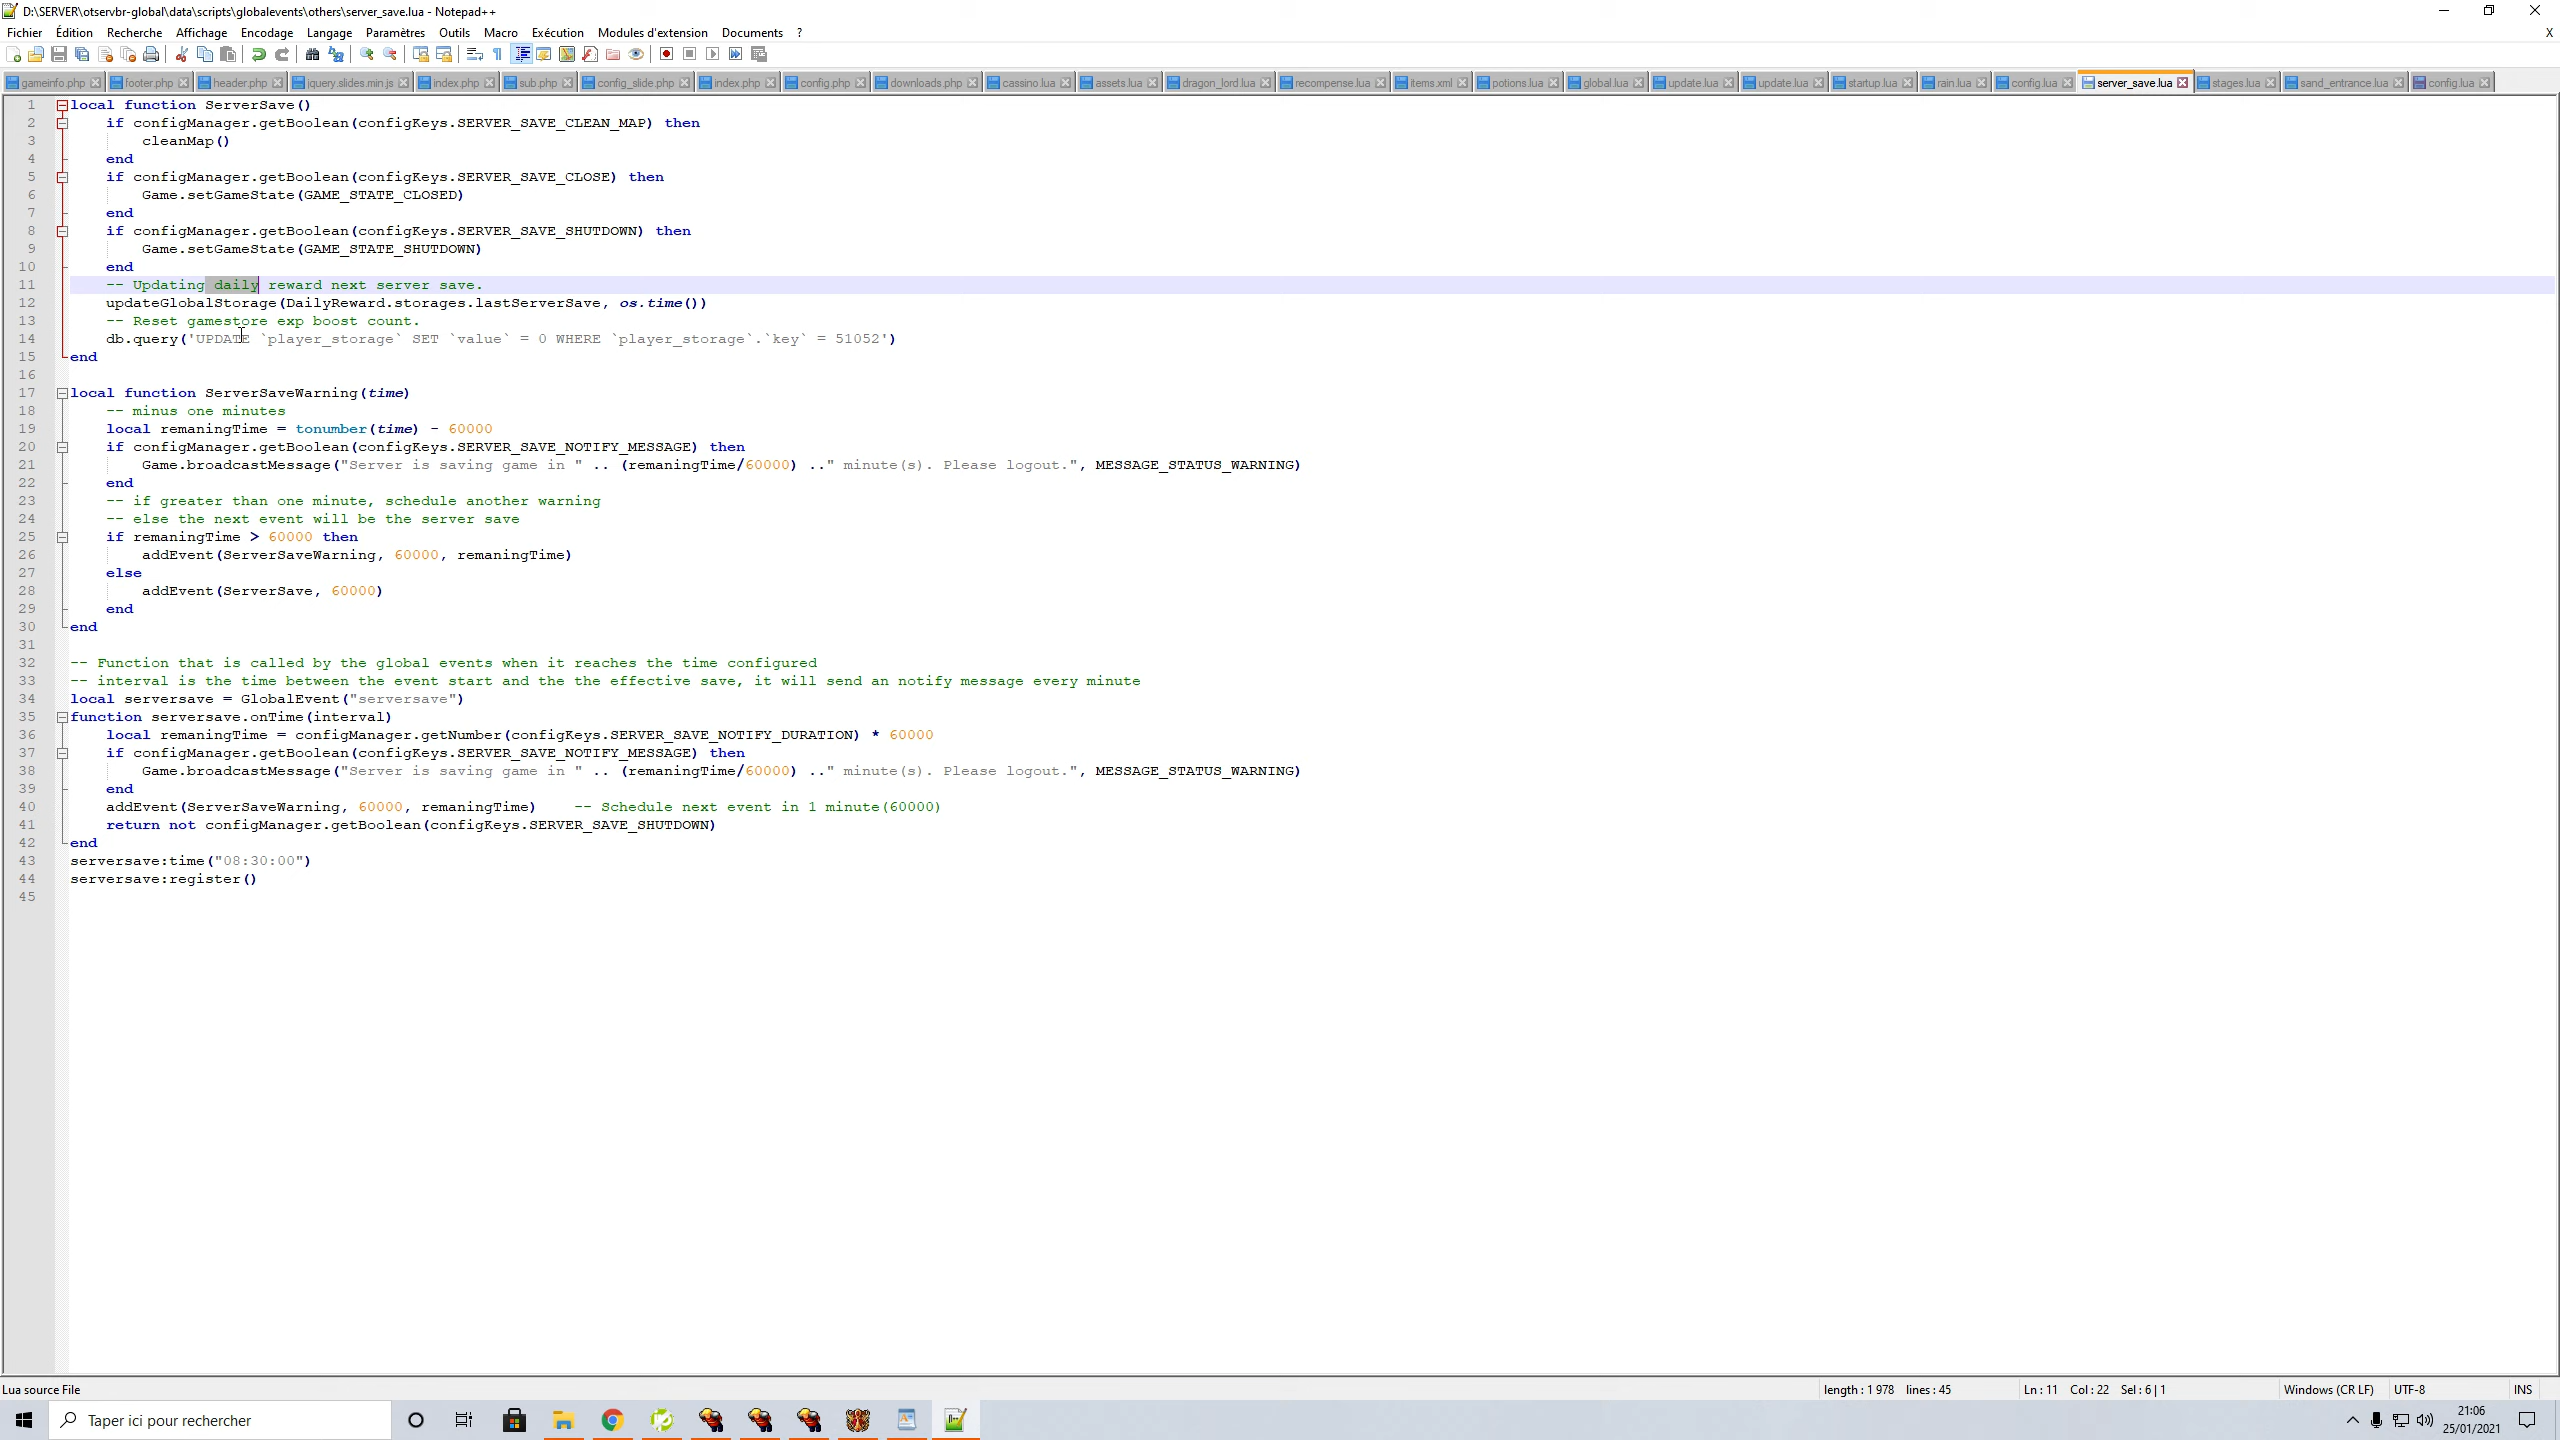 D:\SERVER\otservbr-global\data\scripts\globalevents\others\server_save.lua - Notepad++
Fichier Édition Recherche Affichage Encodage Langage Paramètres Outils Macro Exécution Modules d'extension Documents ? X
gameinfo.php footer.php header.php jquery.slides.min.js index.php sub.php config_slide.php index.php config.php downloads.php cassino.lua assets.lua dragon_lord.lua recompense.lua items.xml potions.lua global.lua update.lua update.lua startup.lua rain.lua config.lua server_save.lua stages.lua sand_entrance.lua config.lua
1 local function ServerSave()
2 if configManager.getBoolean(configKeys.SERVER_SAVE_CLEAN_MAP) then
3 cleanMap()
4 end
5 if configManager.getBoolean(configKeys.SERVER_SAVE_CLOSE) then
6 Game.setGameState(GAME_STATE_CLOSED)
7 end
8 if configManager.getBoolean(configKeys.SERVER_SAVE_SHUTDOWN) then
9 Game.setGameState(GAME_STATE_SHUTDOWN)
10 end
11 -- Updating daily reward next server save.
12 updateGlobalStorage(DailyReward.storages.lastServerSave, os.time())
13 -- Reset gamestore exp boost count.
14 db.query('UPDATE `player_storage` SET `value` = 0 WHERE `player_storage`.`key` = 51052')
15 end
16
17 local function ServerSaveWarning(time)
18 -- minus one minutes
19 local remaningTime = tonumber(time) - 60000
20 if configManager.getBoolean(configKeys.SERVER_SAVE_NOTIFY_MESSAGE) then
21 Game.broadcastMessage("Server is saving game in " .. (remaningTime/60000) .." minute(s). Please logout.", MESSAGE_STATUS_WARNING)
22 end
23 -- if greater than one minute, schedule another warning
24 -- else the next event will be the server save
25 if remaningTime > 60000 then
26 addEvent(ServerSaveWarning, 60000, remaningTime)
27 else
28 addEvent(ServerSave, 60000)
29 end
30 end
31
32 -- Function that is called by the global events when it reaches the time configured
33 -- interval is the time between the event start and the the effective save, it will send an notify message every minute
34 local serversave = GlobalEvent("serversave")
35 function serversave.onTime(interval)
36 local remaningTime = configManager.getNumber(configKeys.SERVER_SAVE_NOTIFY_DURATION) * 60000
37 if configManager.getBoolean(configKeys.SERVER_SAVE_NOTIFY_MESSAGE) then
38 Game.broadcastMessage("Server is saving game in " .. (remaningTime/60000) .." minute(s). Please logout.", MESSAGE_STATUS_WARNING)
39 end
40 addEvent(ServerSaveWarning, 60000, remaningTime) -- Schedule next event in 1 minute(60000)
41 return not configManager.getBoolean(configKeys.SERVER_SAVE_SHUTDOWN)
42 end
43 serversave:time("08:30:00")
44 serversave:register()
45
Lua source File length : 1 978 lines : 45 Ln : 11 Col : 22 Sel : 6 | 1 Windows (CR LF) UTF-8 INS
Taper ici pour rechercher
21:06
25/01/2021